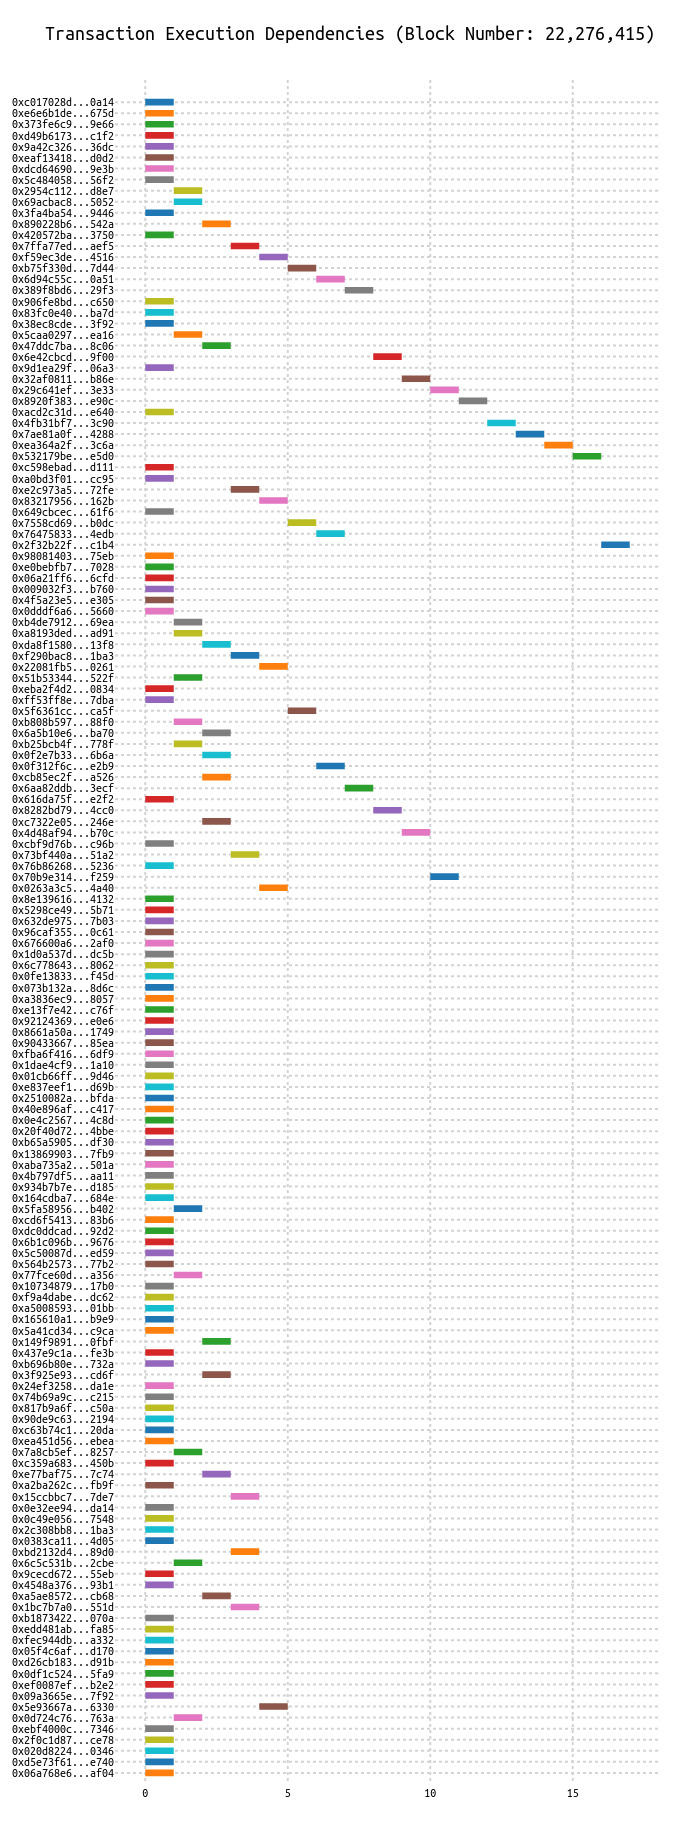 Transaction Execution Dependencies (Block Number: 22,276,415)
0xc017028d...0a14
0xe6e6b1de...675d
0x373fe6c9...9e66
0xd49b6173...c1f2
0x9a42c326...36dc
0xeaf13418...d0d2
0xdcd64690...9e3b
0x5c484058...56f2
0x2954c112...d8e7
0x69acbac8...5052
0x3fa4ba54...9446
0x890228b6...542a
0x420572ba...3750
0x7ffa77ed...aef5
0xf59ec3de...4516
0xb75f330d...7d44
0x6d94c55c...0a51
0x389f8bd6...29f3
0x906fe8bd...c650
0x83fc0e40...ba7d
0x38ec8cde...3f92
0x5caa0297...ea16
0x47ddc7ba...8c06
0x6e42cbcd...9f00
0x9d1ea29f...06a3
0x32af0811...b86e
0x29c641ef...3e33
0x8920f383...e90c
0xacd2c31d...e640
0x4fb31bf7...3c90
0x7ae81a0f...4288
0xea364a2f...3c6a
0x532179be...e5d0
0xc598ebad...d111
0xa0bd3f01...cc95
0xe2c973a5...72fe
0x83217956...162b
0x649cbcec...61f6
0x7558cd69...b0dc
0x76475833...4edb
0x2f32b22f...c1b4
0x98081403...75eb
0xe0bebfb7...7028
0x06a21ff6...6cfd
0x009032f3...b760
0x4f5a23e5...e305
0x0dddf6a6...5660
0xb4de7912...69ea
0xa8193ded...ad91
0xda8f1580...13f8
0xf290bac8...1ba3
0x22081fb5...0261
0x51b53344...522f
0xeba2f4d2...0834
0xff53ff8e...7dba
0x5f6361cc...ca5f
0xb808b597...88f0
0x6a5b10e6...ba70
0xb25bcb4f...778f
0x0f2e7b33...6b6a
0x0f312f6c...e2b9
0xcb85ec2f...a526
0x6aa82ddb...3ecf
0x616da75f...e2f2
0x8282bd79...4cc0
0xc7322e05...246e
0x4d48af94...b70c
0xcbf9d76b...c96b
0x73bf440a...51a2
0x76b86268...5236
0x70b9e314...f259
0x0263a3c5...4a40
0x8e139616...4132
0x5298ce49...5b71
0x632de975...7b03
0x96caf355...0c61
0x676600a6...2af0
0x1d0a537d...dc5b
0x6c778643...8062
0x0fe13833...f45d
0x073b132a...8d6c
0xa3836ec9...8057
0xe13f7e42...c76f
0x92124369...e0e6
0x8661a50a...1749
0x90433667...85ea
0xfba6f416...6df9
0x1dae4cf9...1a10
0x01cb66ff...9d46
0xe837eef1...d69b
0x2510082a...bfda
0x40e896af...c417
0x0e4c2567...4c8d
0x20f40d72...4bbe
0xb65a5905...df30
0x13869903...7fb9
0xaba735a2...501a
0x4b797df5...aa11
0x934b7b7e...d185
0x164cdba7...684e
0x5fa58956...b402
0xcd6f5413...83b6
0xdc0ddcad...92d2
0x6b1c096b...9676
0x5c50087d...ed59
0x564b2573...77b2
0x77fce60d...a356
0x10734879...17b0
0xf9a4dabe...dc62
0xa5008593...01bb
0x165610a1...b9e9
0x5a41cd34...c9ca
0x149f9891...0fbf
0x437e9c1a...fe3b
0xb696b80e...732a
0x3f925e93...cd6f
0x24ef3258...da1e
0x74b69a9c...c215
0x817b9a6f...c50a
0x90de9c63...2194
0xc63b74c1...20da
0xea451d56...ebea
0x7a8cb5ef...8257
0xc359a683...450b
0xe77baf75...7c74
0xa2ba262c...fb9f
0x15ccbbc7...7de7
0x0e32ee94...da14
0x0c49e056...7548
0x2c308bb8...1ba3
0x0383ca11...4d05
0xbd2132d4...89d0
0x6c5c531b...2cbe
0x9cecd672...55eb
0x4548a376...93b1
0xa5ae8572...cb68
0x1bc7b7a0...551d
0xb1873422...070a
0xedd481ab...fa85
0xfec944db...a332
0x05f4c6af...d170
0xd26cb183...d91b
0x0df1c524...5fa9
0xef0087ef...b2e2
0x09a3665e...7f92
0x5e93667a...6330
0x0d724c76...763a
0xebf4000c...7346
0x2f0c1d87...ce78
0x020d8224...0346
0xd5e73f61...e740
0x06a768e6...af04
0 5 10 15